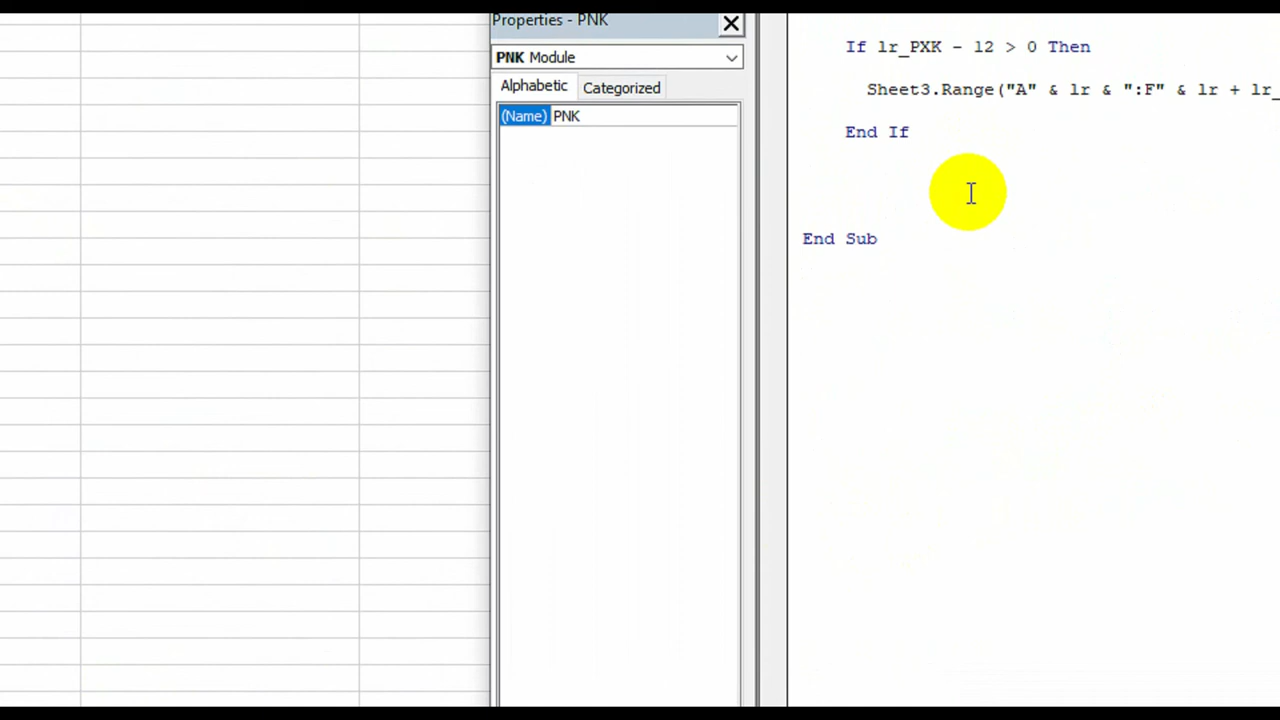 Properties - PNK
PNK Module
Alphabetic
Categorized
(Name) PNK
If lr_PXK - 12 > 0 Then
Sheet3.Range("A" & lr & ":F" & lr + lr_
End If
End Sub